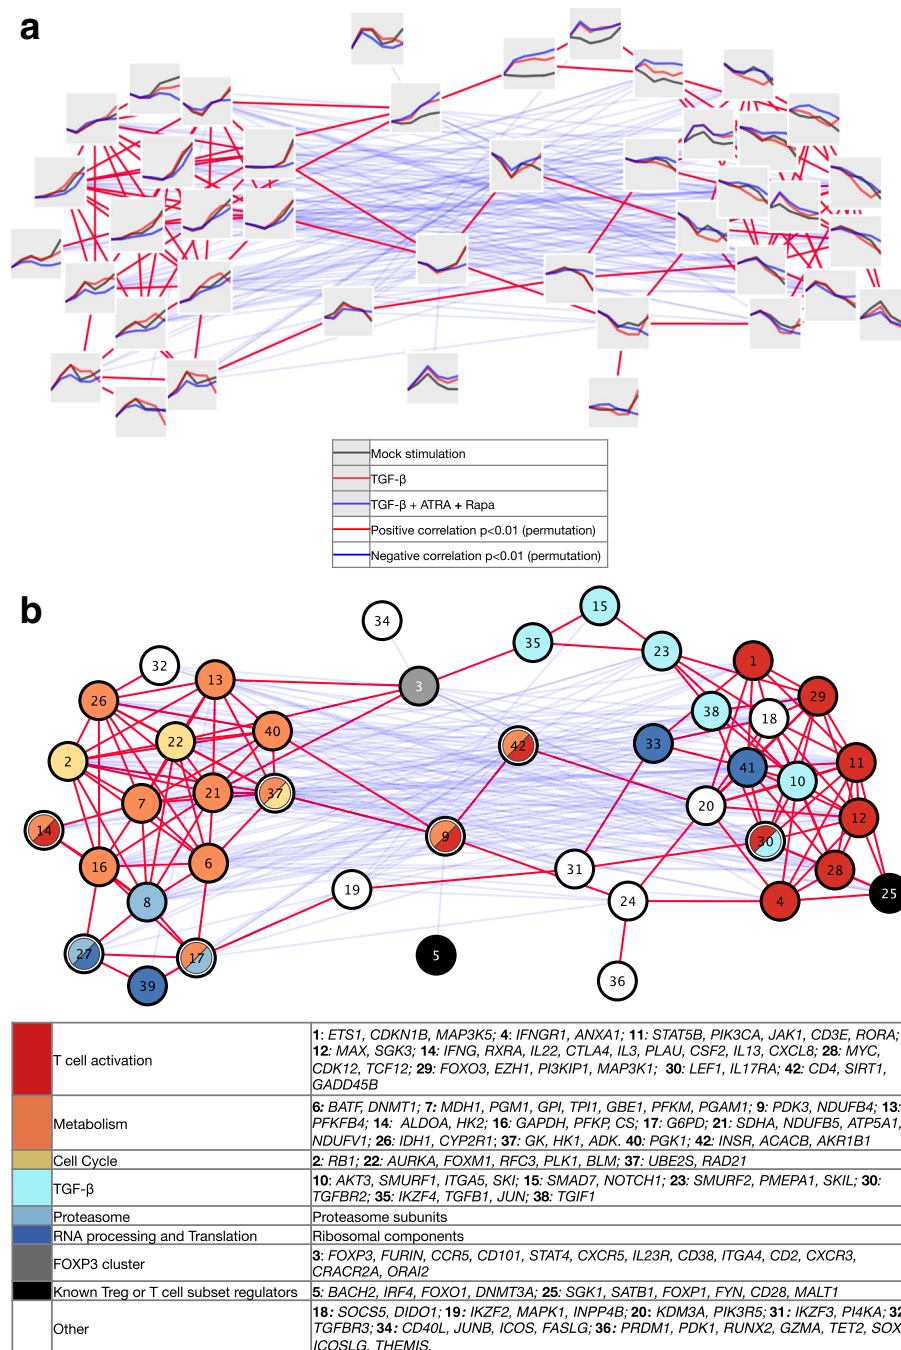 a
Mock stimulation
TGF-β
TGF-β + ATRA + Rapa
Positive correlation p<0.01 (permutation)
Negative correlation p<0.01 (permutation)
b
15
34
35
23
32
1
13
3
29
26
38
18
40
22
42
33
2
11
41
10
21
37
7
20
12
14
9
30
6
16
31
28
19
8
24
4
25
27
17
5
36
39
T cell activation
1: ETS1, CDKN1B, MAP3K5; 4: IFNGR1, ANXA1; 11: STAT5B, PIK3CA, JAK1, CD3E, RORA;
12: MAX, SGK3; 14: IFNG, RXRA, IL22, CTLA4, IL3, PLAU, CSF2, IL13, CXCL8; 28: MYC,
CDK12, TCF12; 29: FOXO3, EZH1, PI3KIP1, MAP3K1; 30: LEF1, IL17RA; 42: CD4, SIRT1,
GADD45B
Metabolism
6: BATF, DNMT1; 7: MDH1, PGM1, GPI, TPI1, GBE1, PFKM, PGAM1; 9: PDK3, NDUFB4; 13:
PFKFB4; 14: ALDOA, HK2; 16: GAPDH, PFKP, CS; 17: G6PD; 21: SDHA, NDUFB5, ATP5A1,
NDUFV1; 26: IDH1, CYP2R1; 37: GK, HK1, ADK. 40: PGK1; 42: INSR, ACACB, AKR1B1
Cell Cycle
2: RB1; 22: AURKA, FOXM1, RFC3, PLK1, BLM; 37: UBE2S, RAD21
TGF-β
10: AKT3, SMURF1, ITGA5, SKI; 15: SMAD7, NOTCH1; 23: SMURF2, PMEPA1, SKIL; 30:
TGFBR2; 35: IKZF4, TGFB1, JUN; 38: TGIF1
Proteasome
Proteasome subunits
RNA processing and Translation
Ribosomal components
FOXP3 cluster
3: FOXP3, FURIN, CCR5, CD101, STAT4, CXCR5, IL23R, CD38, ITGA4, CD2, CXCR3,
CRACR2A, ORAI2
Known Treg or T cell subset regulators
5: BACH2, IRF4, FOXO1, DNMT3A; 25: SGK1, SATB1, FOXP1, FYN, CD28, MALT1
Other
18: SOCS5, DIDO1; 19: IKZF2, MAPK1, INPP4B; 20: KDM3A, PIK3R5; 31: IKZF3, PI4KA; 32
TGFBR3; 34: CD40L, JUNB, ICOS, FASLG; 36: PRDM1, PDK1, RUNX2, GZMA, TET2, SOX
ICOSLG, THEMIS.